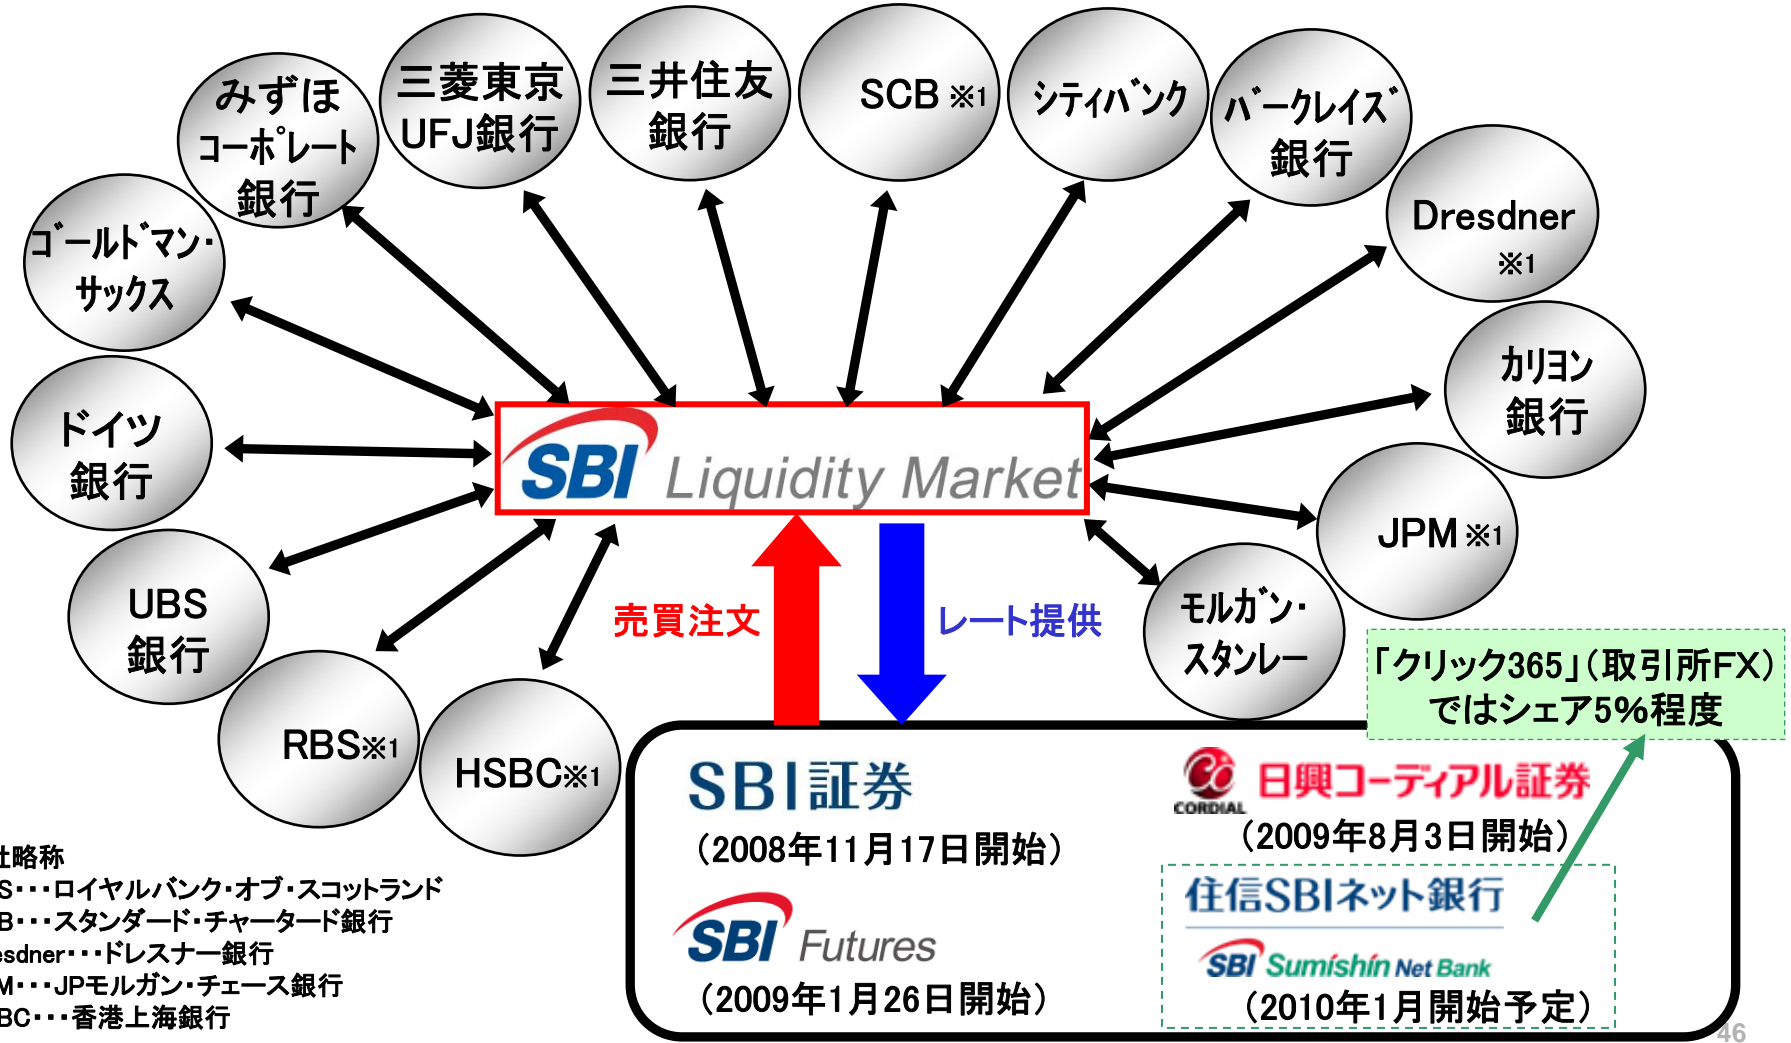 みずほ
コーポレート
銀行
三菱東京
UFJ銀行
三井住友
銀行
SCB ※1
シティバンク
バークレイズ
銀行
Dresdner
※1
ゴールドマン・
サックス
カリヨン
銀行
ドイツ
銀行
SBI Liquidity Market
JPM ※1
UBS
銀行
売買注文
レート提供
モルガン・
スタンレー
「クリック365」(取引所FX)
ではシェア5%程度
RBS※1
HSBC※1
SBI証券
(2008年11月17日開始)
CORDIAL
日興コーディアル証券
(2009年8月3日開始)
SBI Futures
(2009年1月26日開始)
住信SBIネット銀行
SBI Sumishin Net Bank
(2010年1月開始予定)
社略称
S・・・ロイヤルバンク・オブ・スコットランド
B・・・スタンダード・チャータード銀行
esdner・・・ドレスナー銀行
M・・・JPモルガン・チェース銀行
BC・・・香港上海銀行
46